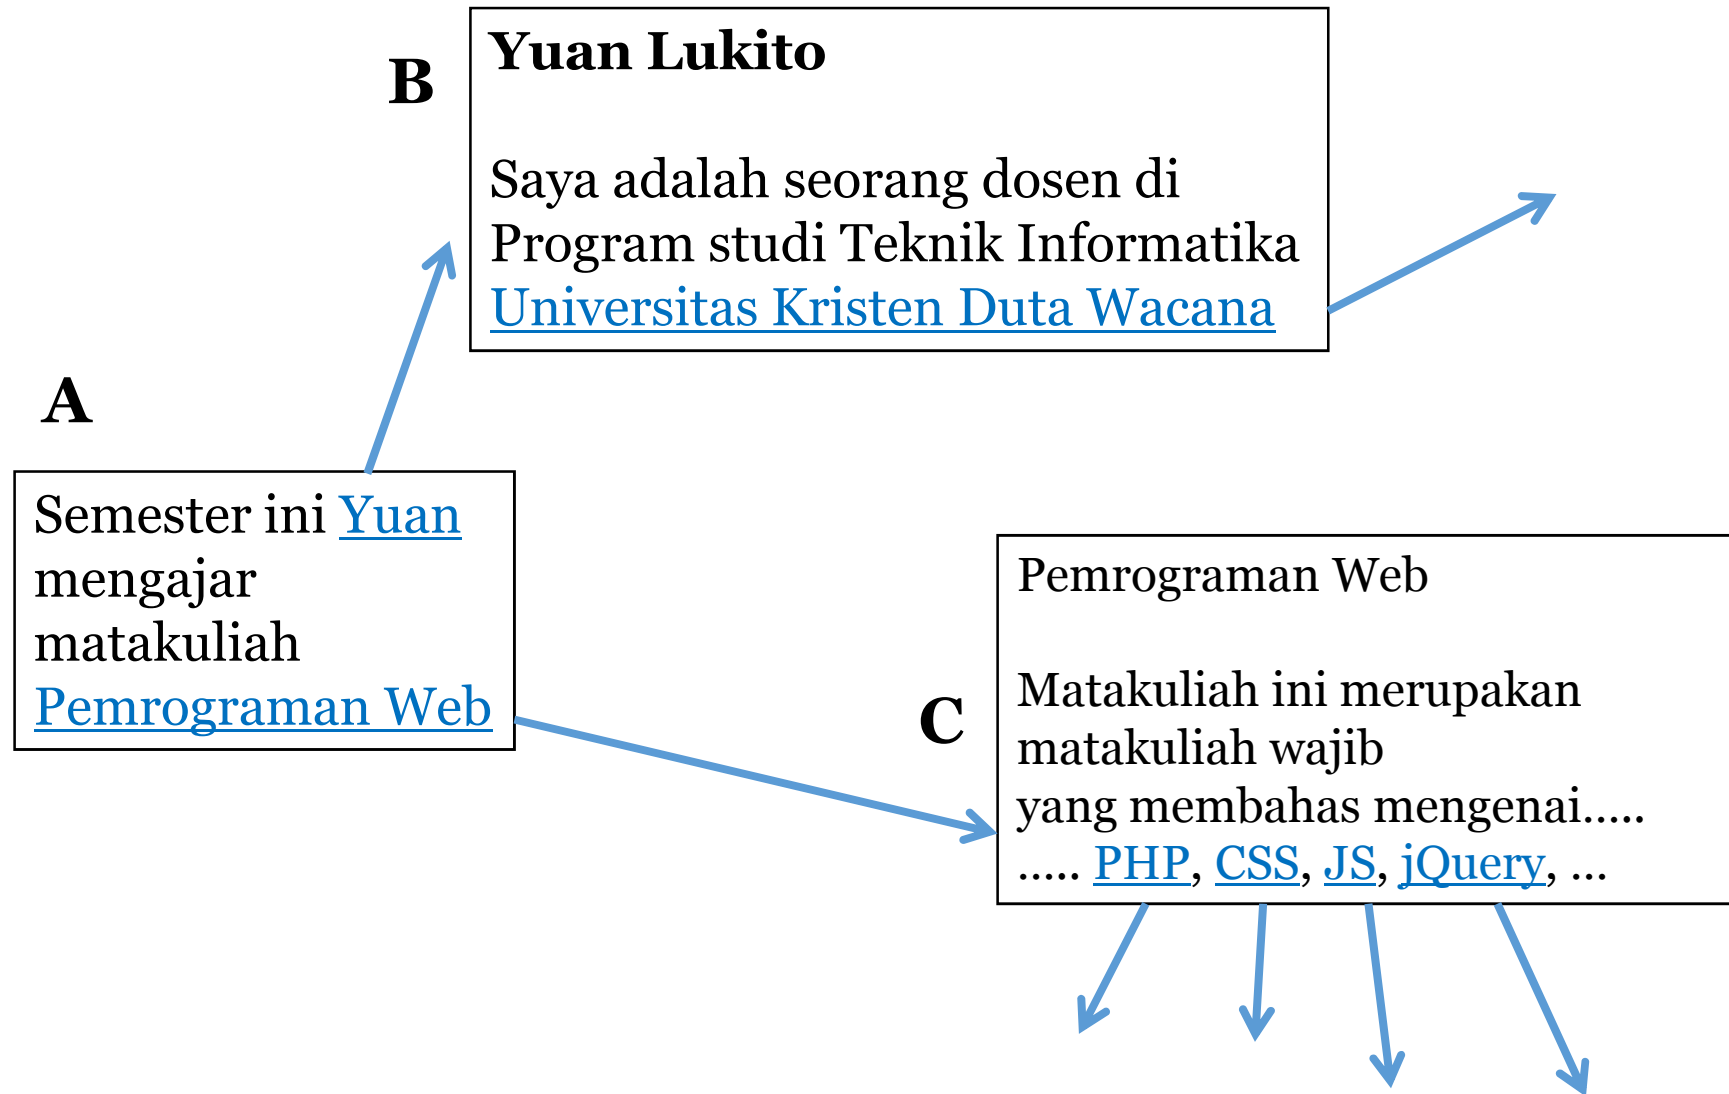 B
Yuan Lukito
Saya adalah seorang dosen di
Program studi Teknik Informatika
Universitas Kristen Duta Wacana
A
Semester ini Yuan
mengajar
matakuliah
Pemrograman Web
C
Pemrograman Web
Matakuliah ini merupakan
matakuliah wajib
yang membahas mengenai.....
..... PHP, CSS, JS, jQuery, ...